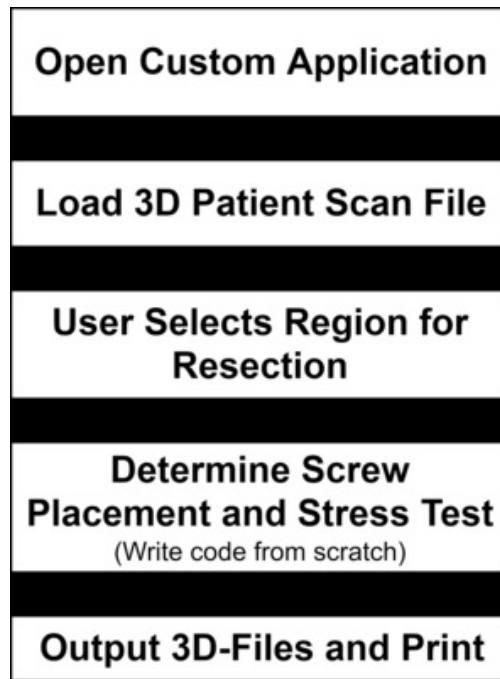 Open Custom Application
Load 3D Patient Scan File
User Selects Region for
Resection
Determine Screw
Placement and Stress Test
(Write code from scratch)
Output 3D-Files and Print